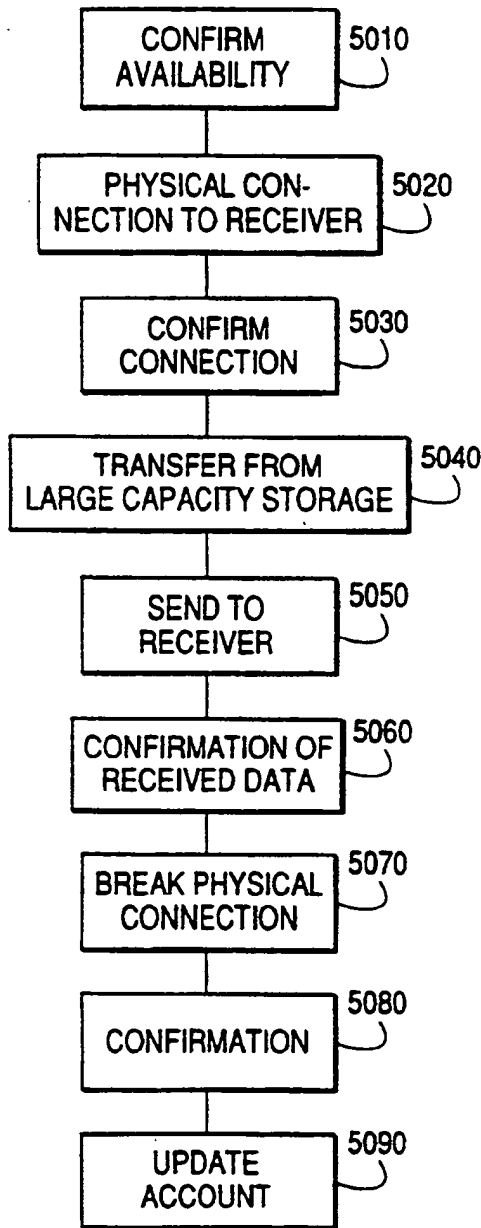 CONFIRM
AVAILABILITY
5010
PHYSICAL CON-
NECTION TO RECEIVER
5020
CONFIRM
CONNECTION
5030
TRANSFER FROM
LARGE CAPACITY STORAGE
5040
SEND TO
RECEIVER
5050
CONFIRMATION OF
RECEIVED DATA
5060
BREAK PHYSICAL
CONNECTION
5070
CONFIRMATION
5080
UPDATE
ACCOUNT
5090